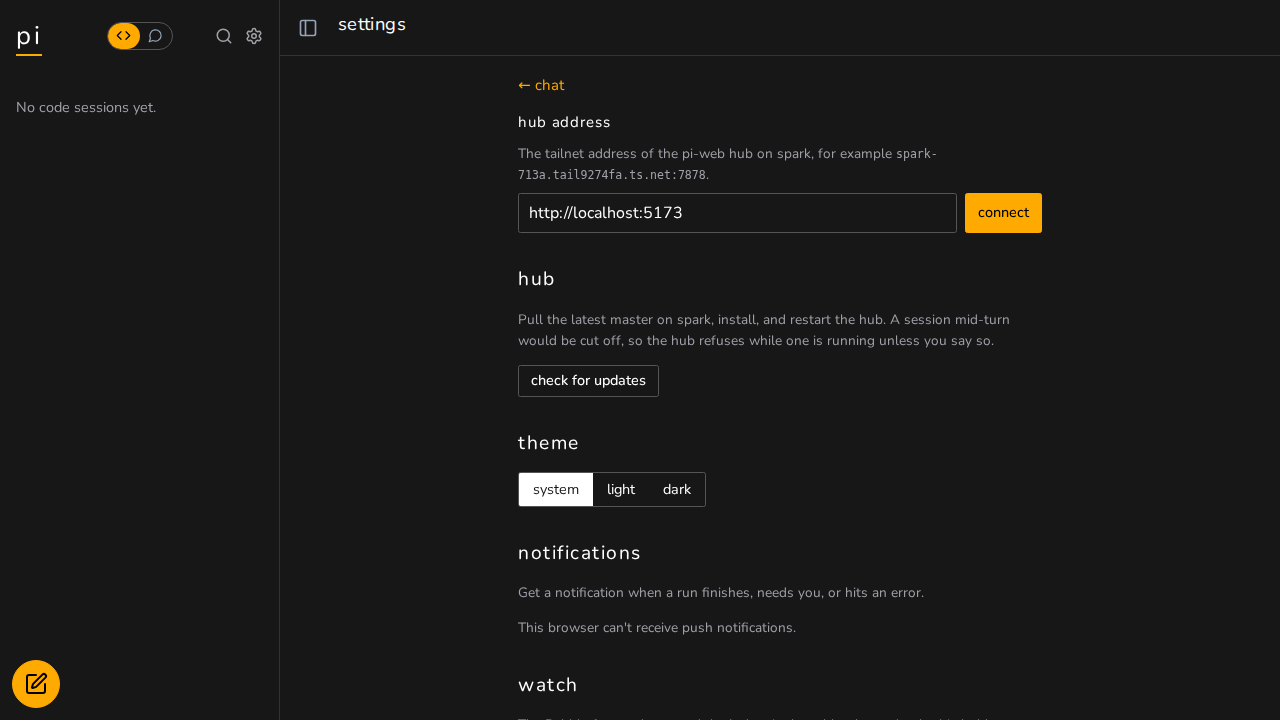 pi
settings
No code sessions yet.
← chat
hub address
The tailnet address of the pi-web hub on spark, for example spark-
713a.tail9274fa.ts.net:7878.
http://localhost:5173
connect
hub
Pull the latest master on spark, install, and restart the hub. A session mid-turn
would be cut off, so the hub refuses while one is running unless you say so.
check for updates
theme
system light dark
notifications
Get a notification when a run finishes, needs you, or hits an error.
This browser can't receive push notifications.
watch